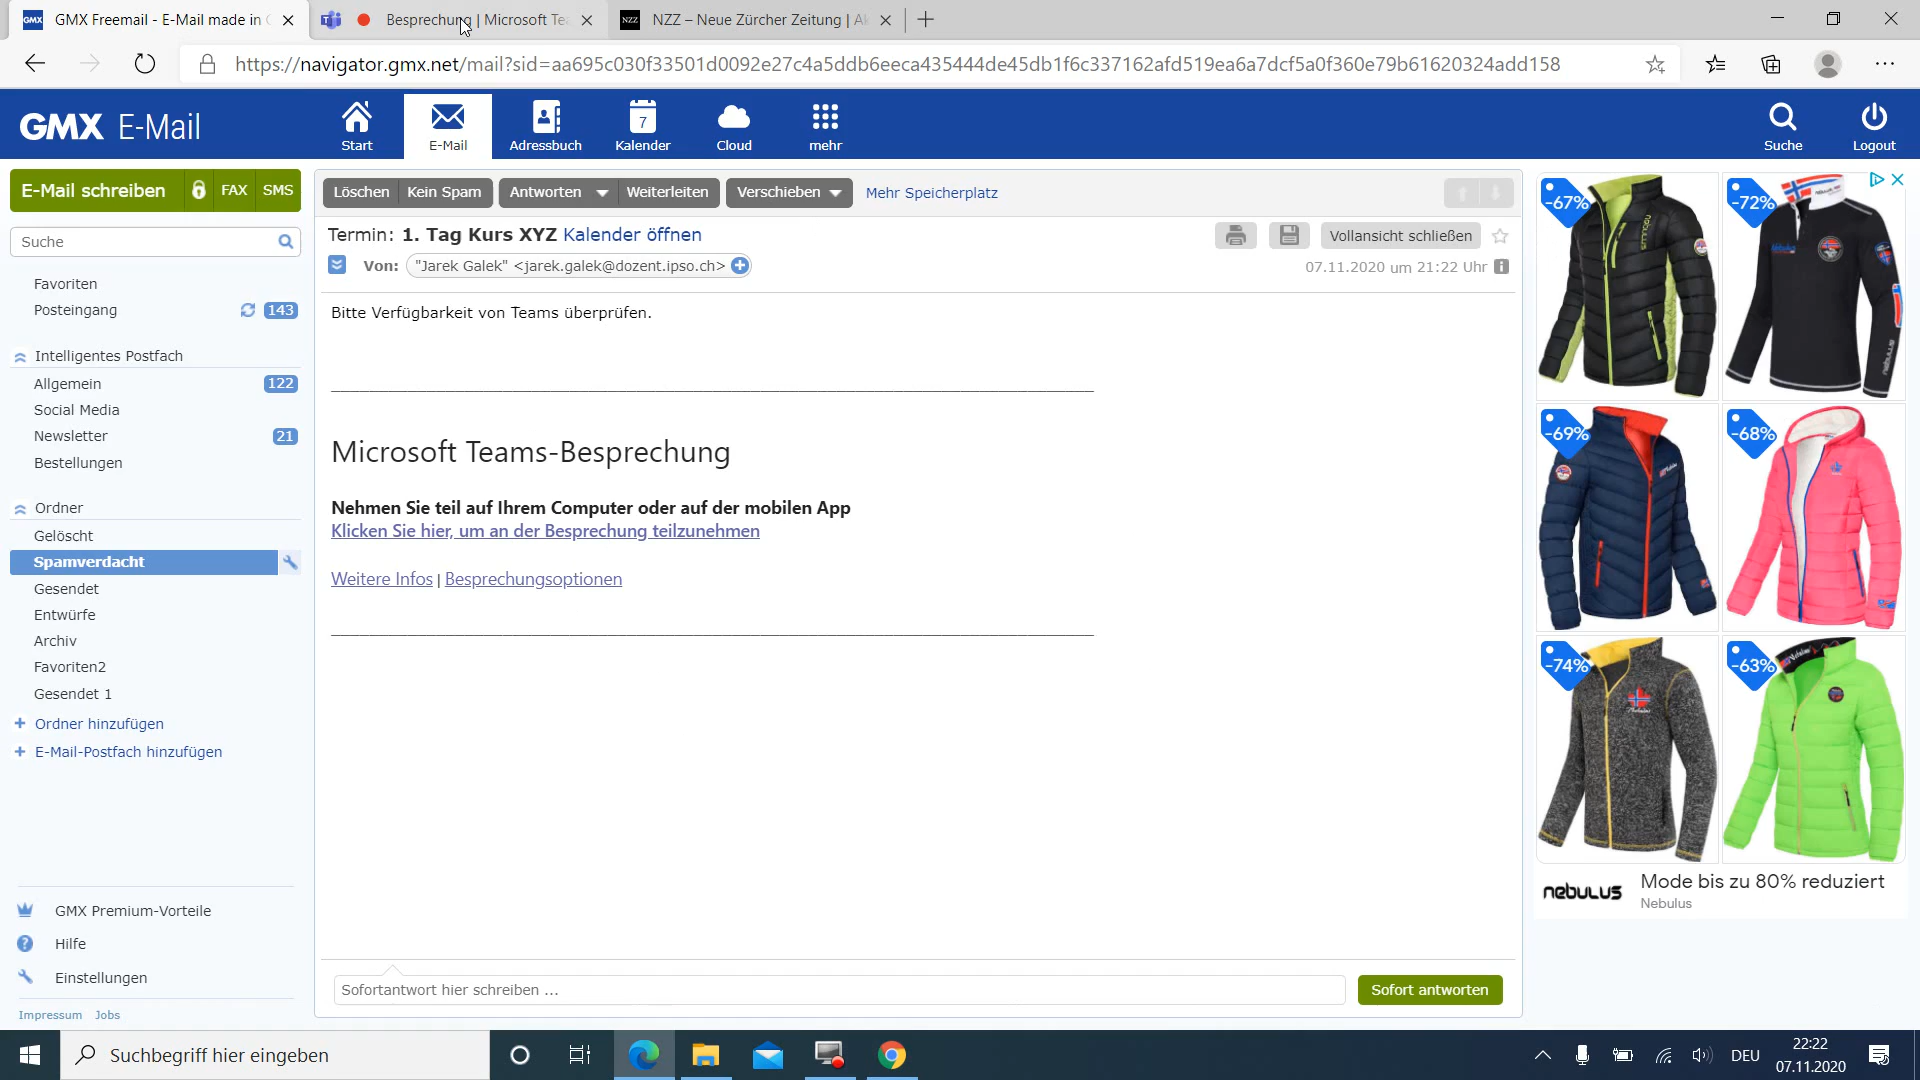 GMX Freemail - E-Mail made in
Besprechung | Microsoft Te
NZZ – Neue Zürcher Zeitung | Ak
https://navigator.gmx.net/mail?sid=aa695c030f33501d0092e27c4a5ddb6eeca435444de45db1f6c337162afd519ea6a7dcf5a0f360e79b61620324add158
GMX E-Mail
Start
E-Mail
7
Adressbuch
Kalender
Cloud
mehr
Suche
Logout
E-Mail schreiben
FAX
SMS
Löschen
Kein Spam
Antworten
Weiterleiten
Verschieben
Mehr Speicherplatz
Suche
Termin: 1. Tag Kurs XYZ Kalender öffnen
Vollansicht schließen
Von: "Jarek Galek" <jarek.galek@dozent.ipso.ch>
07.11.2020 um 21:22 Uhr
Favoriten
Posteingang 143
Intelligentes Postfach
Allgemein 122
Social Media
Newsletter 21
Bestellungen
Ordner
Gelöscht
Spamverdacht
Gesendet
Entwürfe
Archiv
Favoriten2
Gesendet 1
Ordner hinzufügen
E-Mail-Postfach hinzufügen
GMX Premium-Vorteile
Hilfe
Einstellungen
Impressum Jobs
Bitte Verfügbarkeit von Teams überprüfen.
Microsoft Teams-Besprechung
Nehmen Sie teil auf Ihrem Computer oder auf der mobilen App
Klicken Sie hier, um an der Besprechung teilzunehmen
Weitere Infos | Besprechungsoptionen
Sofortantwort hier schreiben ...
Sofort antworten
-67%
-72%
-69%
-68%
-74%
-63%
nebulus
Mode bis zu 80% reduziert
Nebulus
Suchbegriff hier eingeben
DEU
22:22
07.11.2020